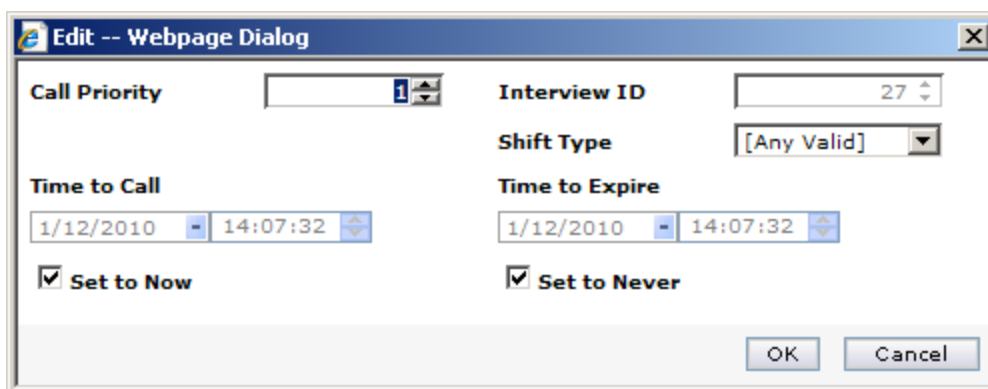 Edit -- Webpage Dialog
Call Priority 1 Interview ID 27
Shift Type [Any Valid]
Time to Call Time to Expire
1/12/2010 14:07:32 1/12/2010 14:07:32
Set to Now Set to Never
OK Cancel